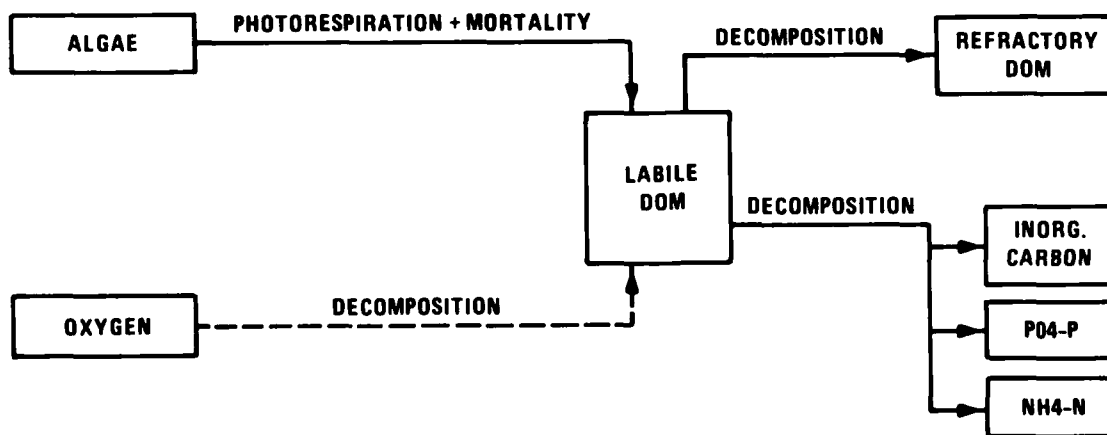 ALGAE
PHOTORESPIRATION + MORTALITY
DECOMPOSITION
REFRACTORY
DOM
LABILE
DOM
DECOMPOSITION
INORG.
CARBON
OXYGEN
DECOMPOSITION
P04-P
NH4-N